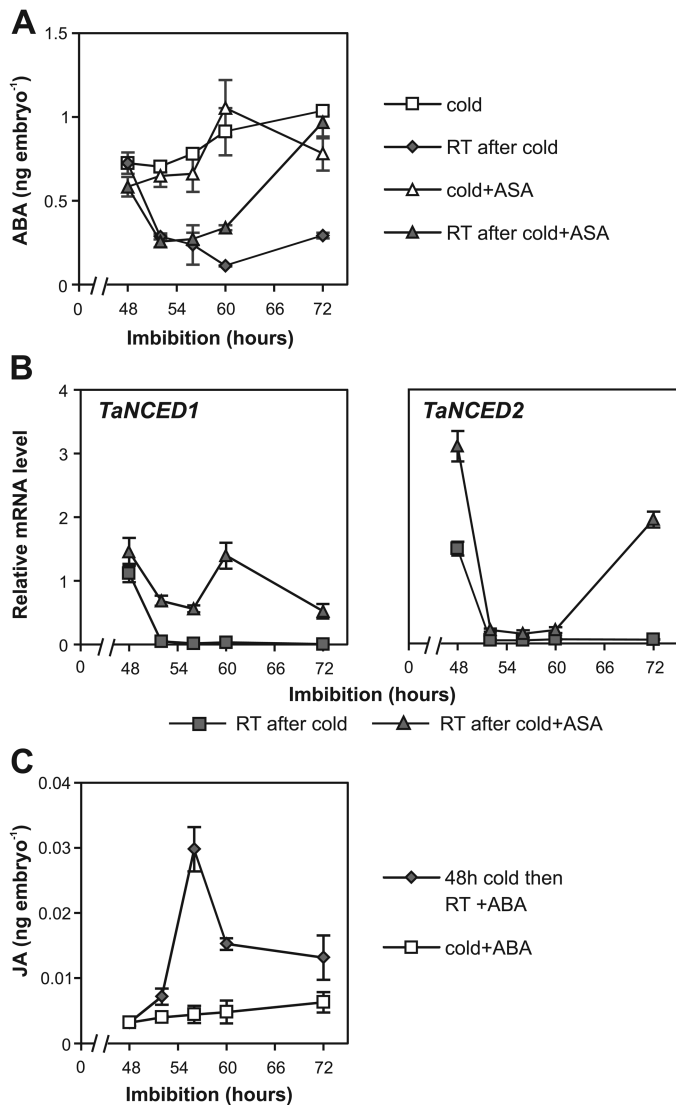 A
1.5
1
0.5
0
ABA (ng embryo⁻¹)
0 48 54 60 66 72
Imbibition (hours)
cold
RT after cold
cold+ASA
RT after cold+ASA
B
4
3
2
1
0
Relative mRNA level
TaNCED1
TaNCED2
0 48 54 60 66 72
0 48 54 60 66 72
Imbibition (hours)
RT after cold RT after cold+ASA
C
0.04
0.03
0.02
0.01
0
JA (ng embryo⁻¹)
0 48 54 60 66 72
Imbibition (hours)
48h cold then
RT +ABA
cold+ABA